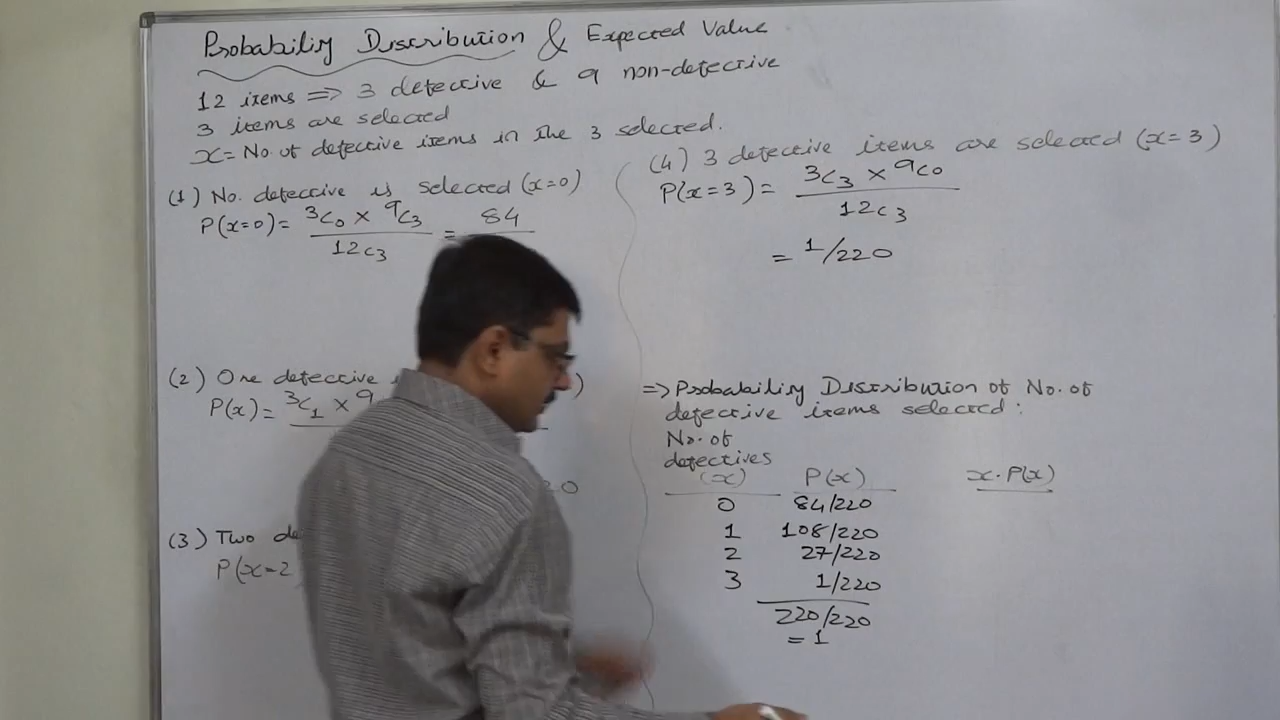 Probability Distribution & Expected Value
12 items => 3 defective & 9 non-defective
3 items are selected
x = No. of defective items in the 3 selected.
(1) No. defective is selected (x=0)
P(x=0) = 3C0 × 9C3 / 12C3 = 84
(2) One defective )
P(x) = 3C1 × 9
20
(3) Two de
P(x=2
(4) 3 defective items are selected (x=3)
P(x=3) = 3C3 × 9C0 / 12C3
= 1/220
=> Probability Distribution of No. of
defective items selected:
No. of
defectives
(x) P(x) x·P(x)
0 84/220
1 108/220
2 27/220
3 1/220
220/220
= 1